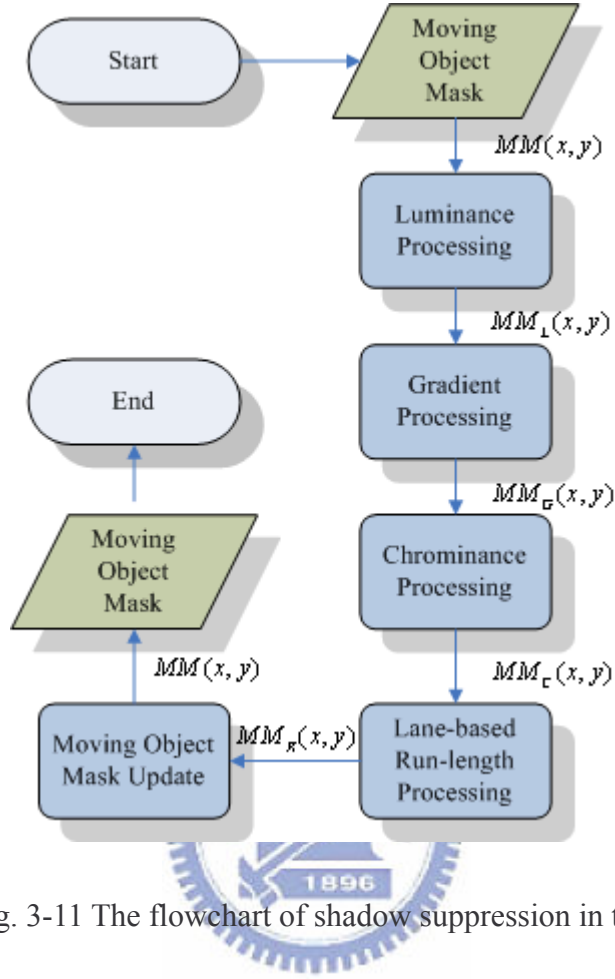 Start
Moving
Object
Mask
MM(x, y)
Luminance
Processing
MM_L(x, y)
Gradient
Processing
MM_G(x, y)
Chrominance
Processing
MM_C(x, y)
Lane-based
Run-length
Processing
MM_R(x, y)
Moving Object
Mask Update
MM(x, y)
Moving
Object
Mask
End
1896
g. 3-11 The flowchart of shadow suppression in t